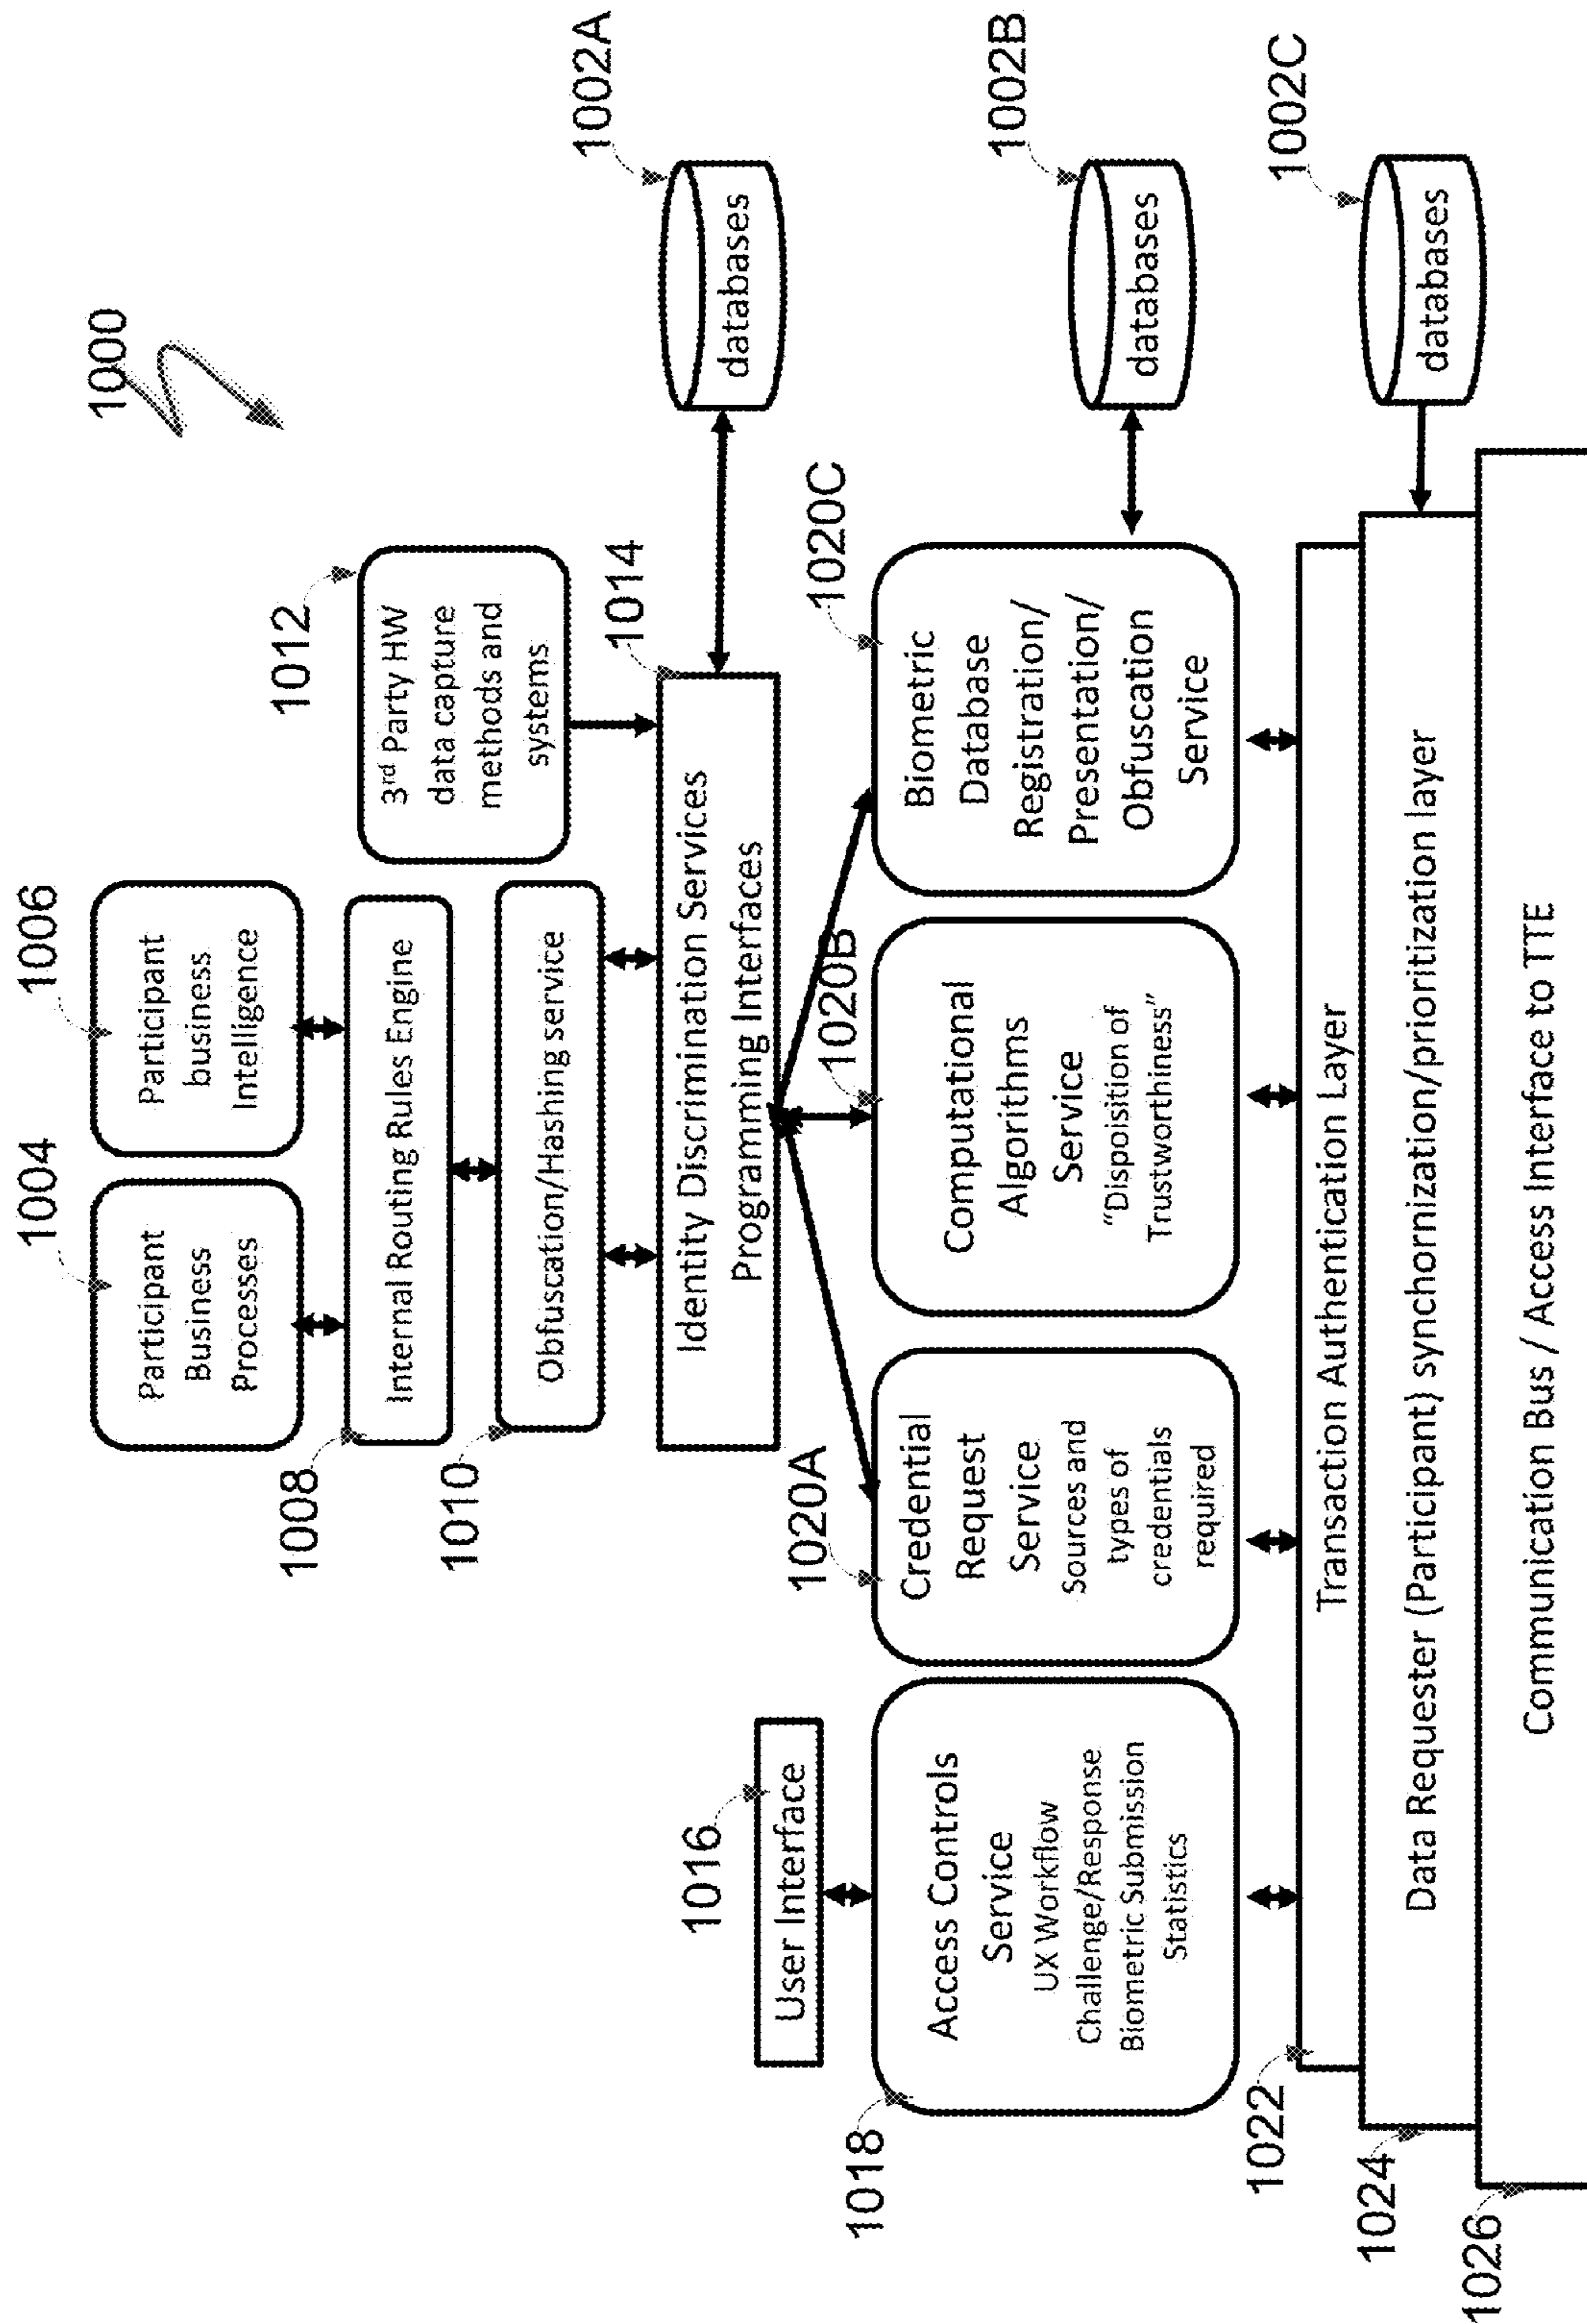 1000
1004
1006
Participant
Business
Processes
Participant
business
Intelligence
1008
Internal Routing Rules Engine
1012
3rd Party HW
data capture
methods and
systems
1010
Obfuscation/Hashing service
1014
Identity Discrimination Services
Programming Interfaces
1002A
databases
1016
User Interface
1018
Access Controls
Service
UX Workflow
Challenge/Response
Biometric Submission
Statistics
1020A
Credential
Request
Service
Sources and
types of
credentials
required
1020B
Computational
Algorithms
Service
“Dispoisition of
Trustworthiness”
1020C
Biometric
Database
Registration/
Presentation/
Obfuscation
Service
1002B
databases
1022
Transaction Authentication Layer
1024
Data Requester (Participant) synchornization/prioritization layer
1002C
databases
1026
Communication Bus / Access Interface to TTE